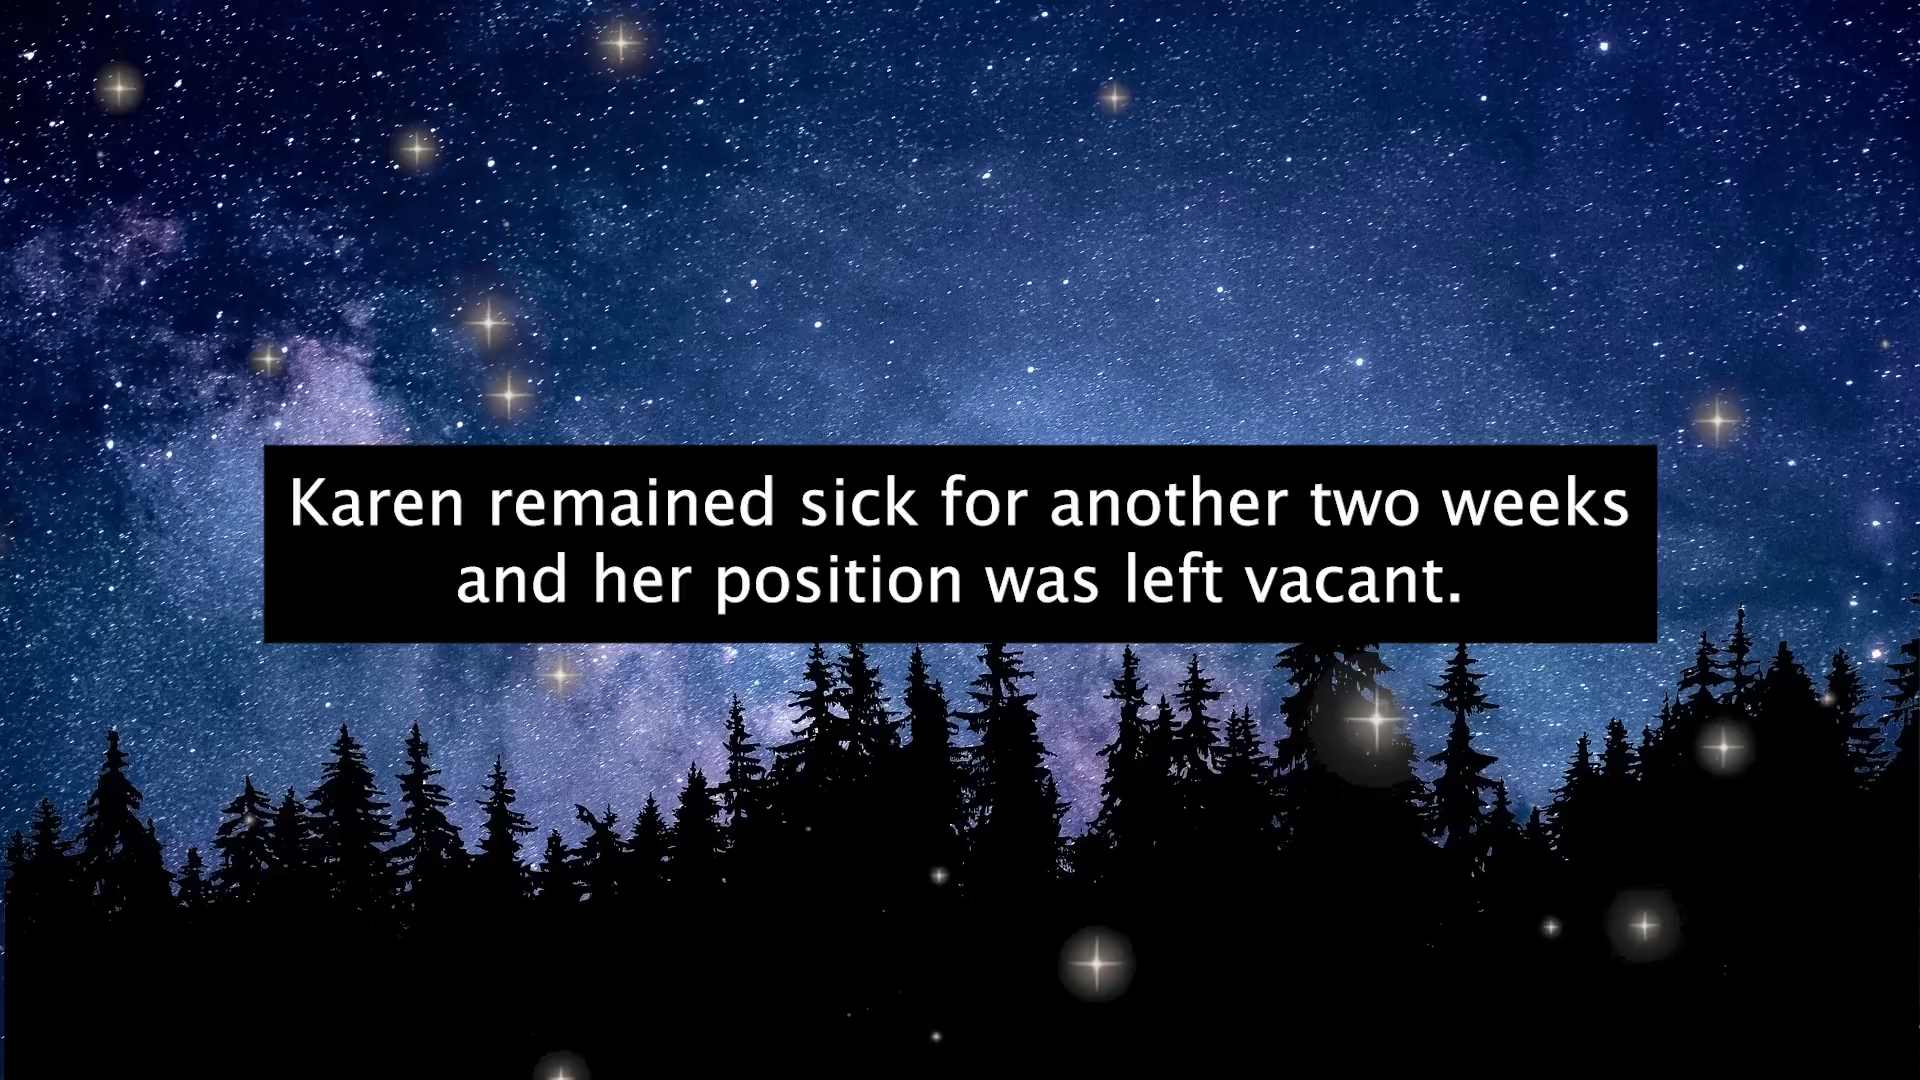 Karen remained sick for another two weeks
and her position was left vacant.